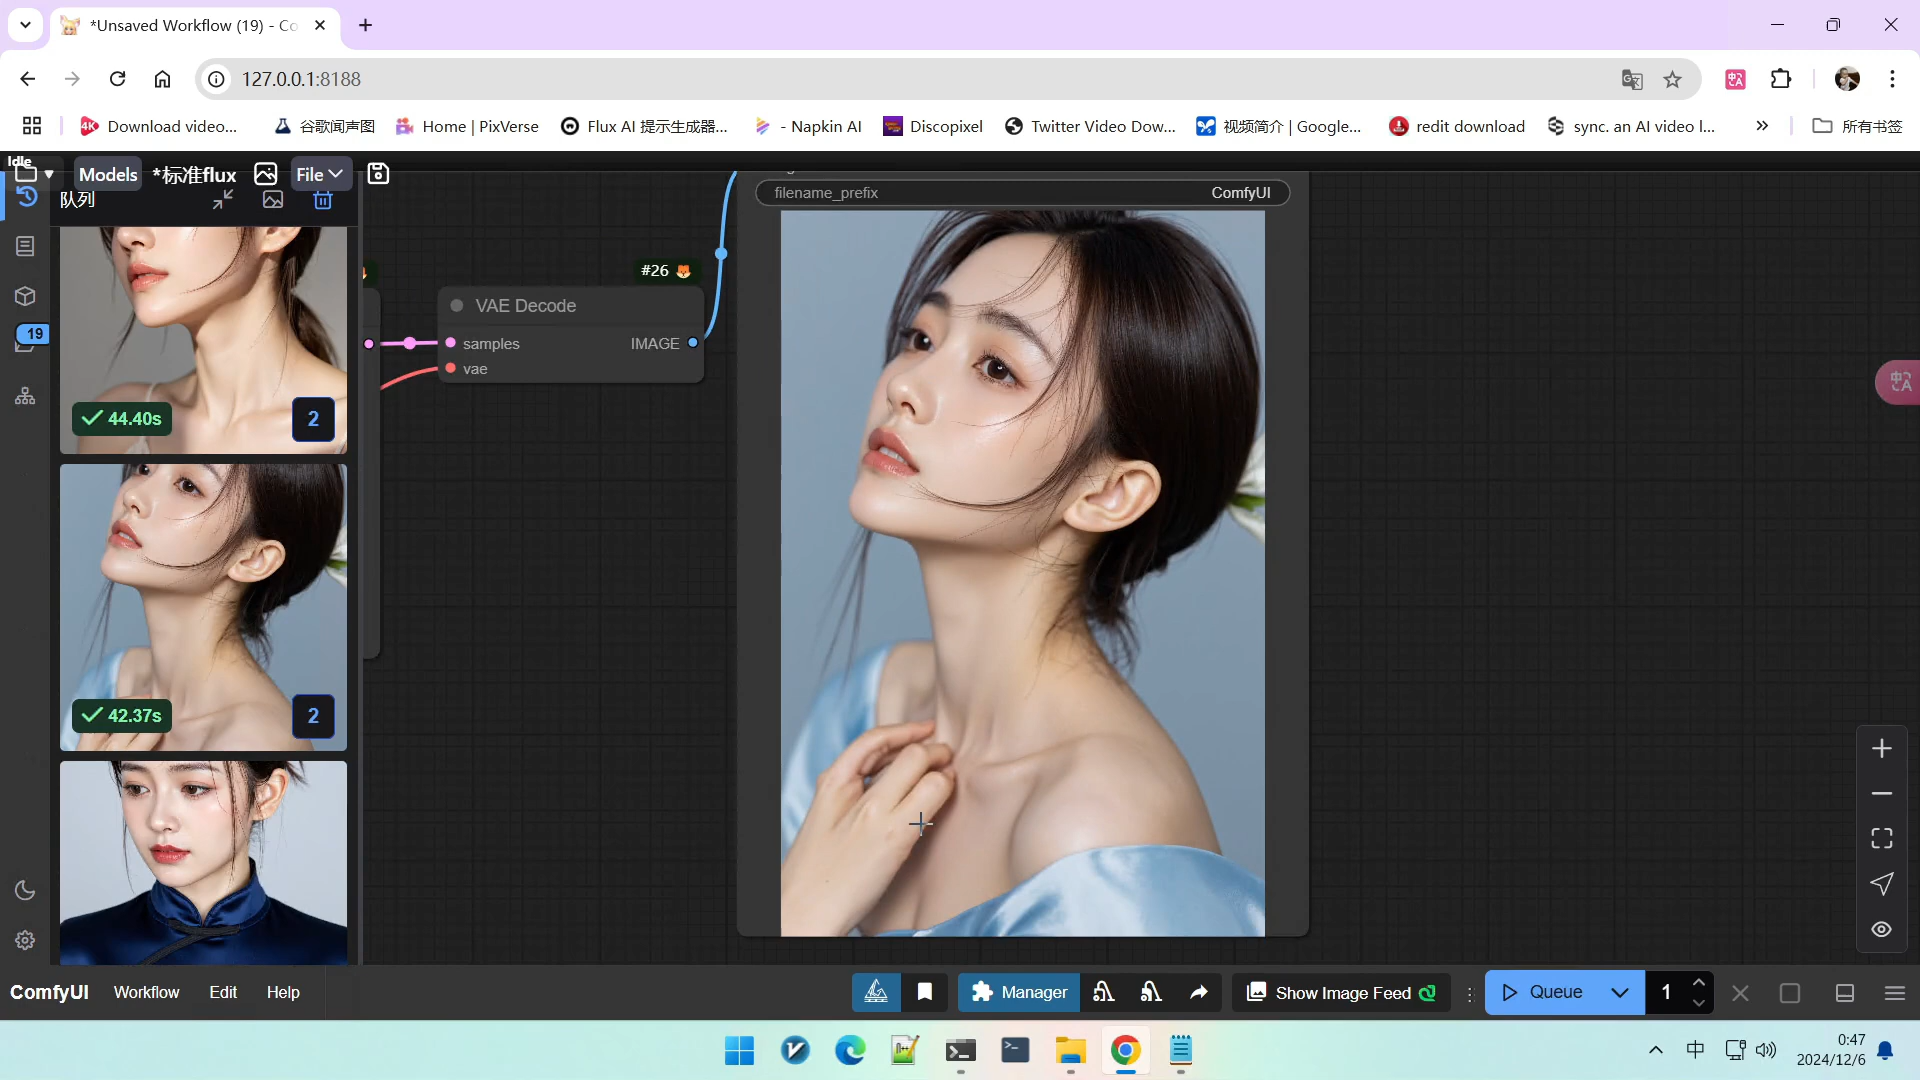 *Unsaved Workflow (19) - Co
127.0.0.1:8188
Download video...
谷歌闻声图
Home | PixVerse
Flux AI 提示生成器...
- Napkin AI
Discopixel
Twitter Video Dow...
视频简介 | Google...
redit download
sync. an AI video l...
所有书签
Idle
Models
*标准flux
File
队列
filename_prefix
ComfyUI
#26
VAE Decode
samples
IMAGE
vae
19
44.40s
2
42.37s
2
ComfyUI
Workflow
Edit
Help
Manager
Show Image Feed
Queue
1
中
0:47
2024/12/6